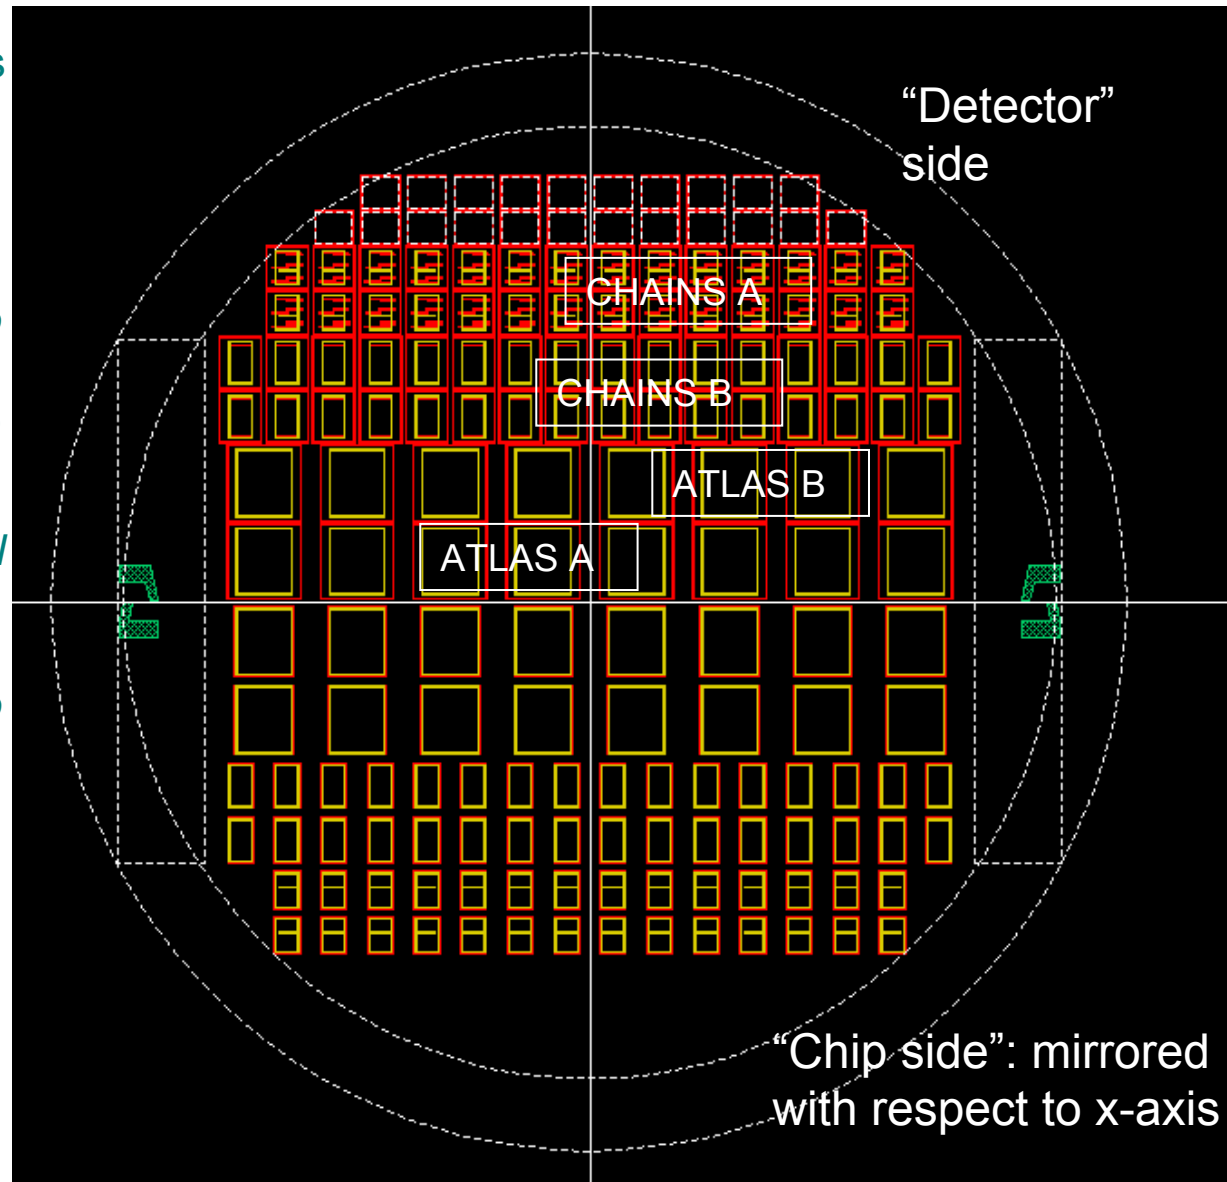 “Detector”
side
CHAINS A
CHAINS B
ATLAS B
ATLAS A
“Chip side”: mirrored
with respect to x-axis